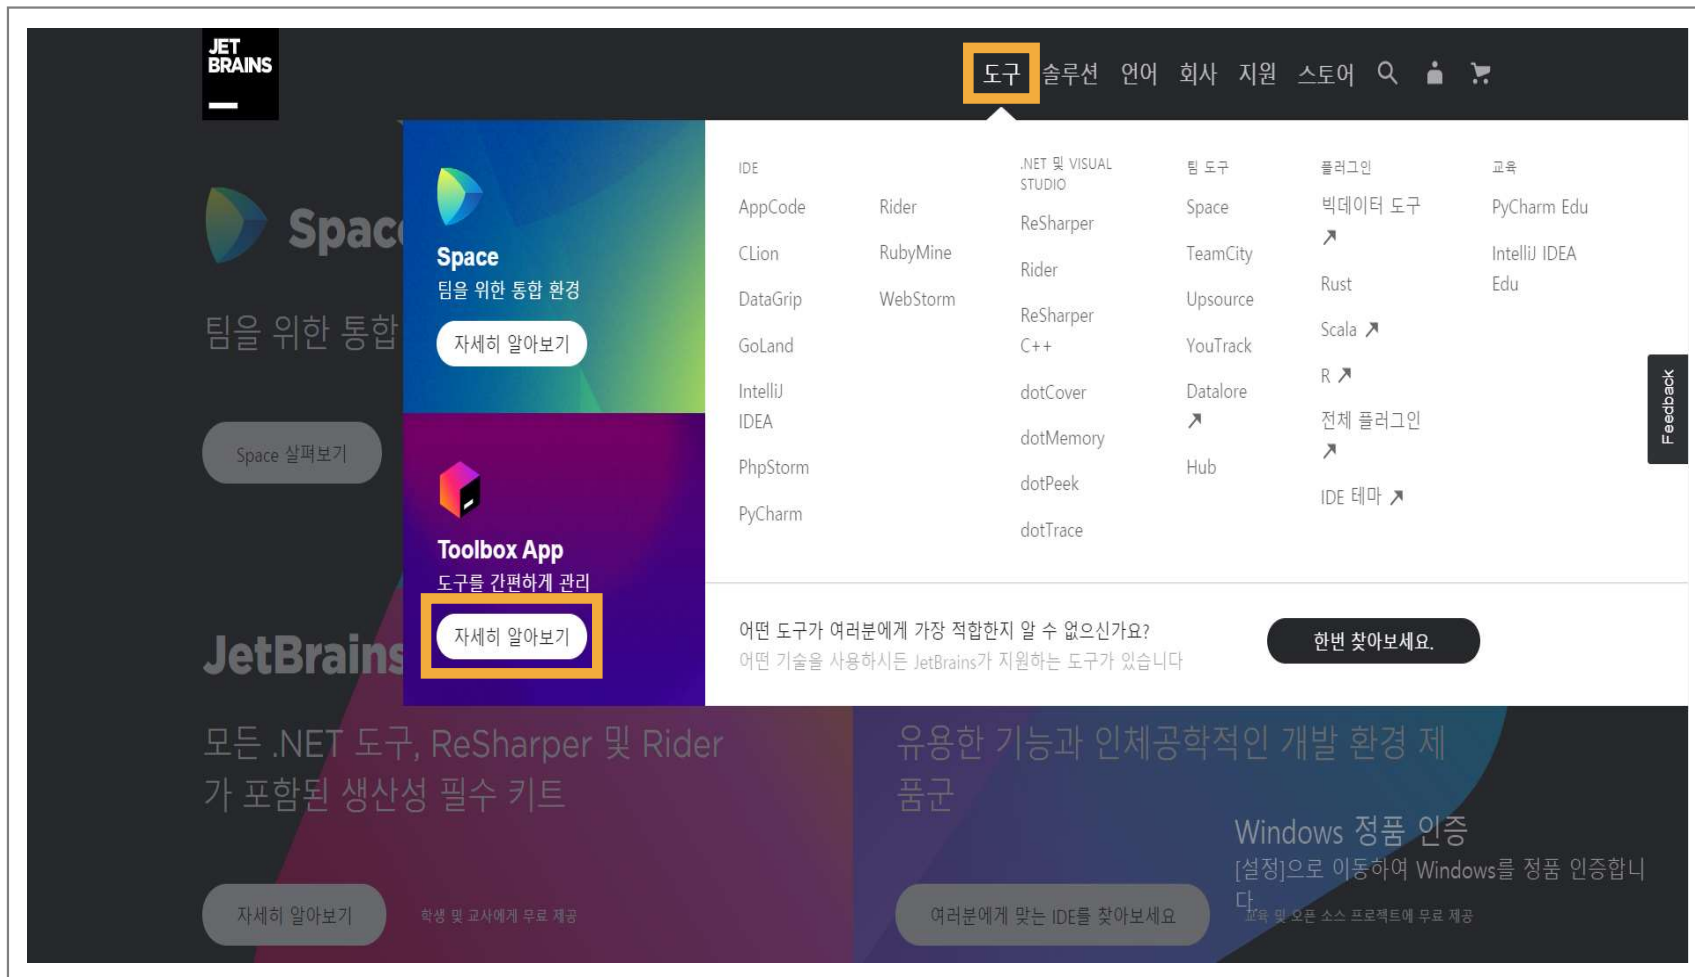 JET
BRAINS
도구 솔루션 언어 회사 지원 스토어
Space
팀을 위한 통합 환경
자세히 알아보기
Toolbox App
도구를 간편하게 관리
자세히 알아보기
IDE
AppCode
CLion
DataGrip
GoLand
IntelliJ
IDEA
PhpStorm
PyCharm
Rider
RubyMine
WebStorm
.NET 및 VISUAL
STUDIO
ReSharper
Rider
ReSharper
C++
dotCover
dotMemory
dotPeek
dotTrace
팀 도구
Space
TeamCity
Upsource
YouTrack
Datalore
↗
Hub
플러그인
빅데이터 도구
↗
Rust
Scala ↗
R ↗
전체 플러그인
↗
IDE 테마 ↗
교육
PyCharm Edu
IntelliJ IDEA
Edu
어떤 도구가 여러분에게 가장 적합한지 알 수 없으신가요?
어떤 기술을 사용하시든 JetBrains가 지원하는 도구가 있습니다
한번 찾아보세요.
Feedback
Spac
팀을 위한 통합
Space 살펴보기
JetBrains
모든 .NET 도구, ReSharper 및 Rider
가 포함된 생산성 필수 키트
자세히 알아보기
학생 및 교사에게 무료 제공
유용한 기능과 인체공학적인 개발 환경 제
품군
여러분에게 맞는 IDE를 찾아보세요
교육 및 오픈 소스 프로젝트에 무료 제공
Windows 정품 인증
[설정]으로 이동하여 Windows를 정품 인증합니
다.